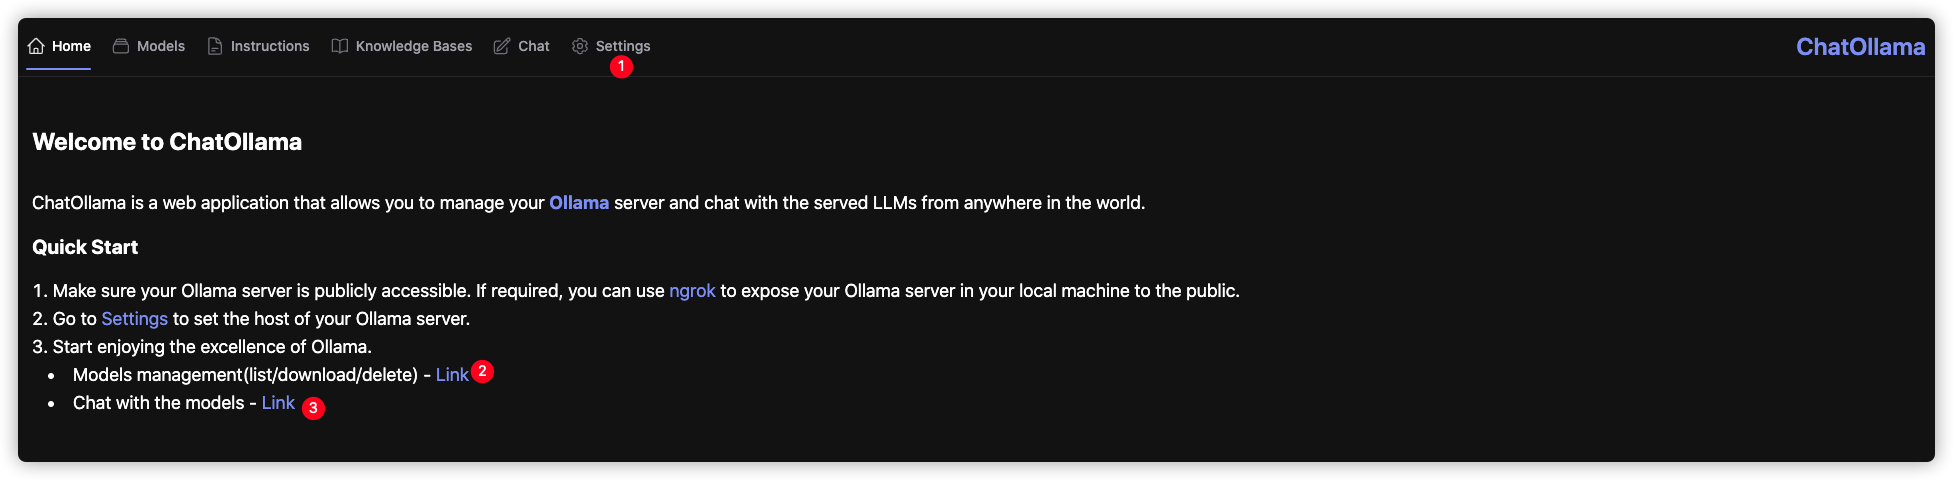 Home Models Instructions Knowledge Bases Chat Settings ChatOllama
1
Welcome to ChatOllama
ChatOllama is a web application that allows you to manage your Ollama server and chat with the served LLMs from anywhere in the world.
Quick Start
1. Make sure your Ollama server is publicly accessible. If required, you can use ngrok to expose your Ollama server in your local machine to the public.
2. Go to Settings to set the host of your Ollama server.
3. Start enjoying the excellence of Ollama.
• Models management(list/download/delete) - Link 2
• Chat with the models - Link 3